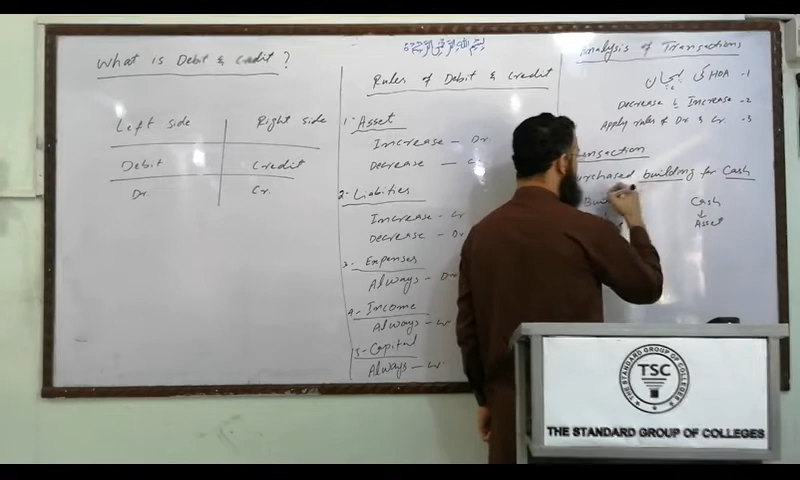 What is Debit & Credit ?
Left side Right side
Debit Credit
Dr. Cr.
Rules of Debit & Credit
1- Asset
Increase - Dr
Decrease -
2- Liabities
Increase - Cr
Decrease - Dr
3- Expenses
Always - Dr
4- Income
Always - Cr
5- Capital
Always - Cr.
Analysis of Transactions
HOA کی پہچان -1
Decrease & Increase -2
Apply rules of Dr & Cr. -3
building for Cash
Cash
↓
Asset
THE STANDARD GROUP OF COLLEGES
TSC
THE STANDARD GROUP OF COLLEGES